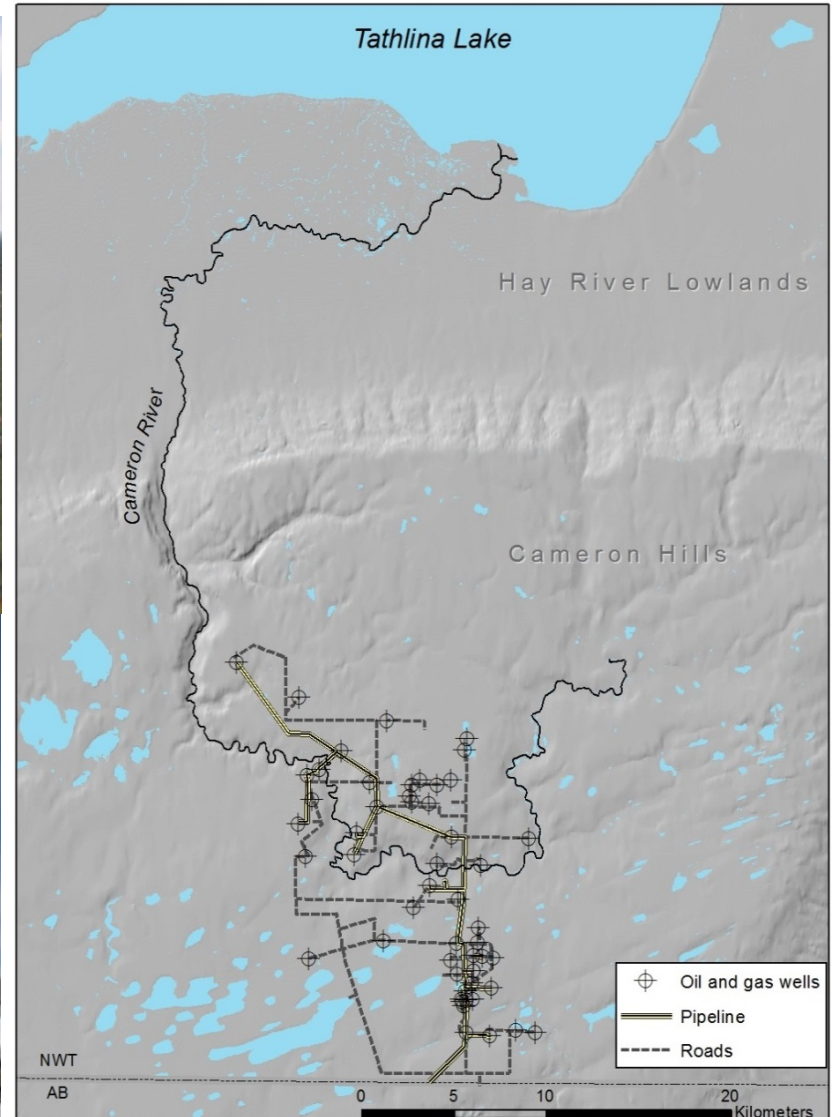 Tathlina Lake
Hay River Lowlands
Cameron River
Cameron Hills
Oil and gas wells
Pipeline
Roads
NWT
AB
0 5 10 20
Kilometers